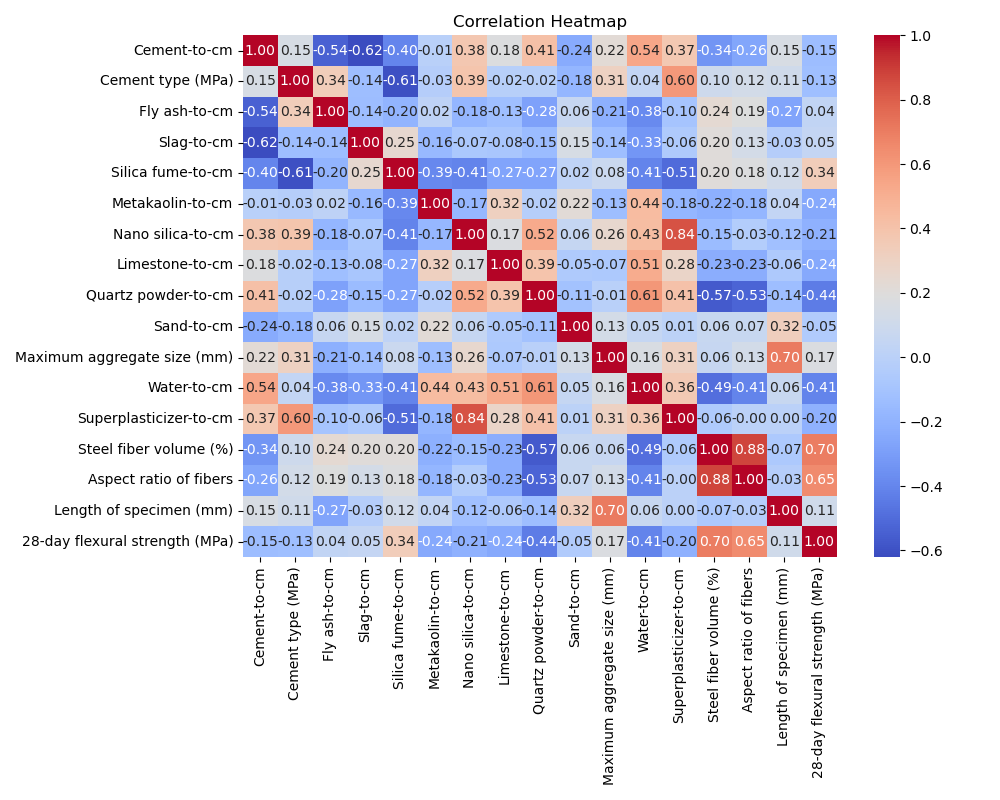 Correlation Heatmap
Cement-to-cm 1.00 0.15 -0.54 -0.62 -0.40 -0.01 0.38 0.18 0.41 -0.24 0.22 0.54 0.37 -0.34 -0.26 0.15 -0.15
Cement type (MPa) 0.15 1.00 0.34 -0.14 -0.61 -0.03 0.39 -0.02 -0.02 -0.18 0.31 0.04 0.60 0.10 0.12 0.11 -0.13
Fly ash-to-cm -0.54 0.34 1.00 -0.14 -0.20 0.02 -0.18 -0.13 -0.28 0.06 -0.21 -0.38 -0.10 0.24 0.19 -0.27 0.04
Slag-to-cm -0.62 -0.14 -0.14 1.00 0.25 -0.16 -0.07 -0.08 -0.15 0.15 -0.14 -0.33 -0.06 0.20 0.13 -0.03 0.05
Silica fume-to-cm -0.40 -0.61 -0.20 0.25 1.00 -0.39 -0.41 -0.27 -0.27 0.02 0.08 -0.41 -0.51 0.20 0.18 0.12 0.34
Metakaolin-to-cm -0.01 -0.03 0.02 -0.16 -0.39 1.00 -0.17 0.32 -0.02 0.22 -0.13 0.44 -0.18 -0.22 -0.18 0.04 -0.24
Nano silica-to-cm 0.38 0.39 -0.18 -0.07 -0.41 -0.17 1.00 0.17 0.52 0.06 0.26 0.43 0.84 -0.15 -0.03 -0.12 -0.21
Limestone-to-cm 0.18 -0.02 -0.13 -0.08 -0.27 0.32 0.17 1.00 0.39 -0.05 -0.07 0.51 0.28 -0.23 -0.23 -0.06 -0.24
Quartz powder-to-cm 0.41 -0.02 -0.28 -0.15 -0.27 -0.02 0.52 0.39 1.00 -0.11 -0.01 0.61 0.41 -0.57 -0.53 -0.14 -0.44
Sand-to-cm -0.24 -0.18 0.06 0.15 0.02 0.22 0.06 -0.05 -0.11 1.00 0.13 0.05 0.01 0.06 0.07 0.32 -0.05
Maximum aggregate size (mm) 0.22 0.31 -0.21 -0.14 0.08 -0.13 0.26 -0.07 -0.01 0.13 1.00 0.16 0.31 0.06 0.13 0.70 0.17
Water-to-cm 0.54 0.04 -0.38 -0.33 -0.41 0.44 0.43 0.51 0.61 0.05 0.16 1.00 0.36 -0.49 -0.41 0.06 -0.41
Superplasticizer-to-cm 0.37 0.60 -0.10 -0.06 -0.51 -0.18 0.84 0.28 0.41 0.01 0.31 0.36 1.00 -0.06 -0.00 0.00 -0.20
Steel fiber volume (%) -0.34 0.10 0.24 0.20 0.20 -0.22 -0.15 -0.23 -0.57 0.06 0.06 -0.49 -0.06 1.00 0.88 -0.07 0.70
Aspect ratio of fibers -0.26 0.12 0.19 0.13 0.18 -0.18 -0.03 -0.23 -0.53 0.07 0.13 -0.41 -0.00 0.88 1.00 -0.03 0.65
Length of specimen (mm) 0.15 0.11 -0.27 -0.03 0.12 0.04 -0.12 -0.06 -0.14 0.32 0.70 0.06 0.00 -0.07 -0.03 1.00 0.11
28-day flexural strength (MPa) -0.15 -0.13 0.04 0.05 0.34 -0.24 -0.21 -0.24 -0.44 -0.05 0.17 -0.41 -0.20 0.70 0.65 0.11 1.00
Cement-to-cm
Cement type (MPa)
Fly ash-to-cm
Slag-to-cm
Silica fume-to-cm
Metakaolin-to-cm
Nano silica-to-cm
Limestone-to-cm
Quartz powder-to-cm
Sand-to-cm
Maximum aggregate size (mm)
Water-to-cm
Superplasticizer-to-cm
Steel fiber volume (%)
Aspect ratio of fibers
Length of specimen (mm)
28-day flexural strength (MPa)
1.0
0.8
0.6
0.4
0.2
0.0
−0.2
−0.4
−0.6